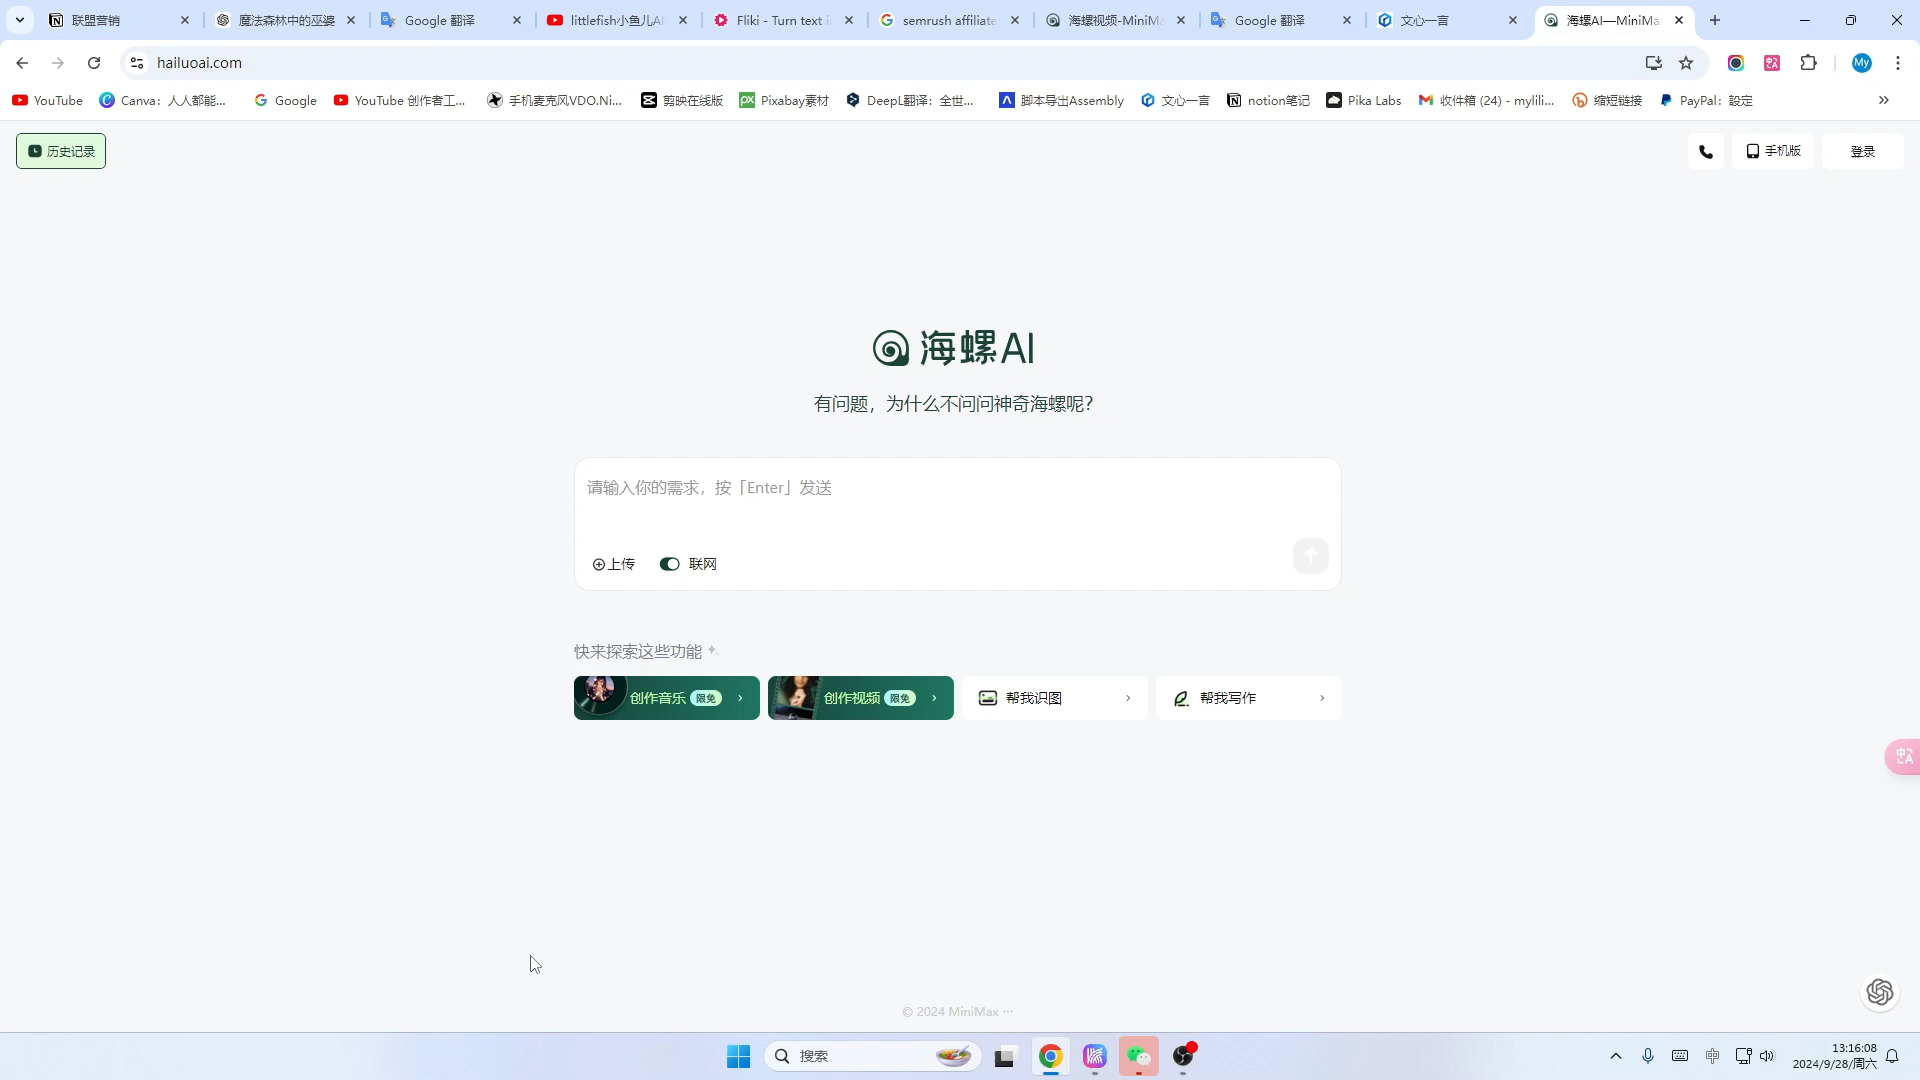 联盟营销
魔法森林中的巫婆
Google 翻译
littlefish小鱼儿AI
Fliki - Turn text i
semrush affiliate
海螺视频-MiniMa
Google 翻译
文心一言
海螺AI—MiniMa
hailuoai.com
My
YouTube
Canva：人人都能...
Google
YouTube 创作者工...
手机麦克风VDO.Ni...
剪映在线版
Pixabay素材
DeepL翻译：全世...
脚本导出Assembly
文心一言
notion笔记
Pika Labs
收件箱 (24) - mylili...
缩短链接
PayPal：設定
历史记录
手机版
登录
海螺AI
有问题，为什么不问问神奇海螺呢？
请输入你的需求，按「Enter」发送
上传
联网
快来探索这些功能
创作音乐 限免
创作视频 限免
帮我识图
帮我写作
© 2024 MiniMax ···
搜索
中
13:16:08
2024/9/28/周六